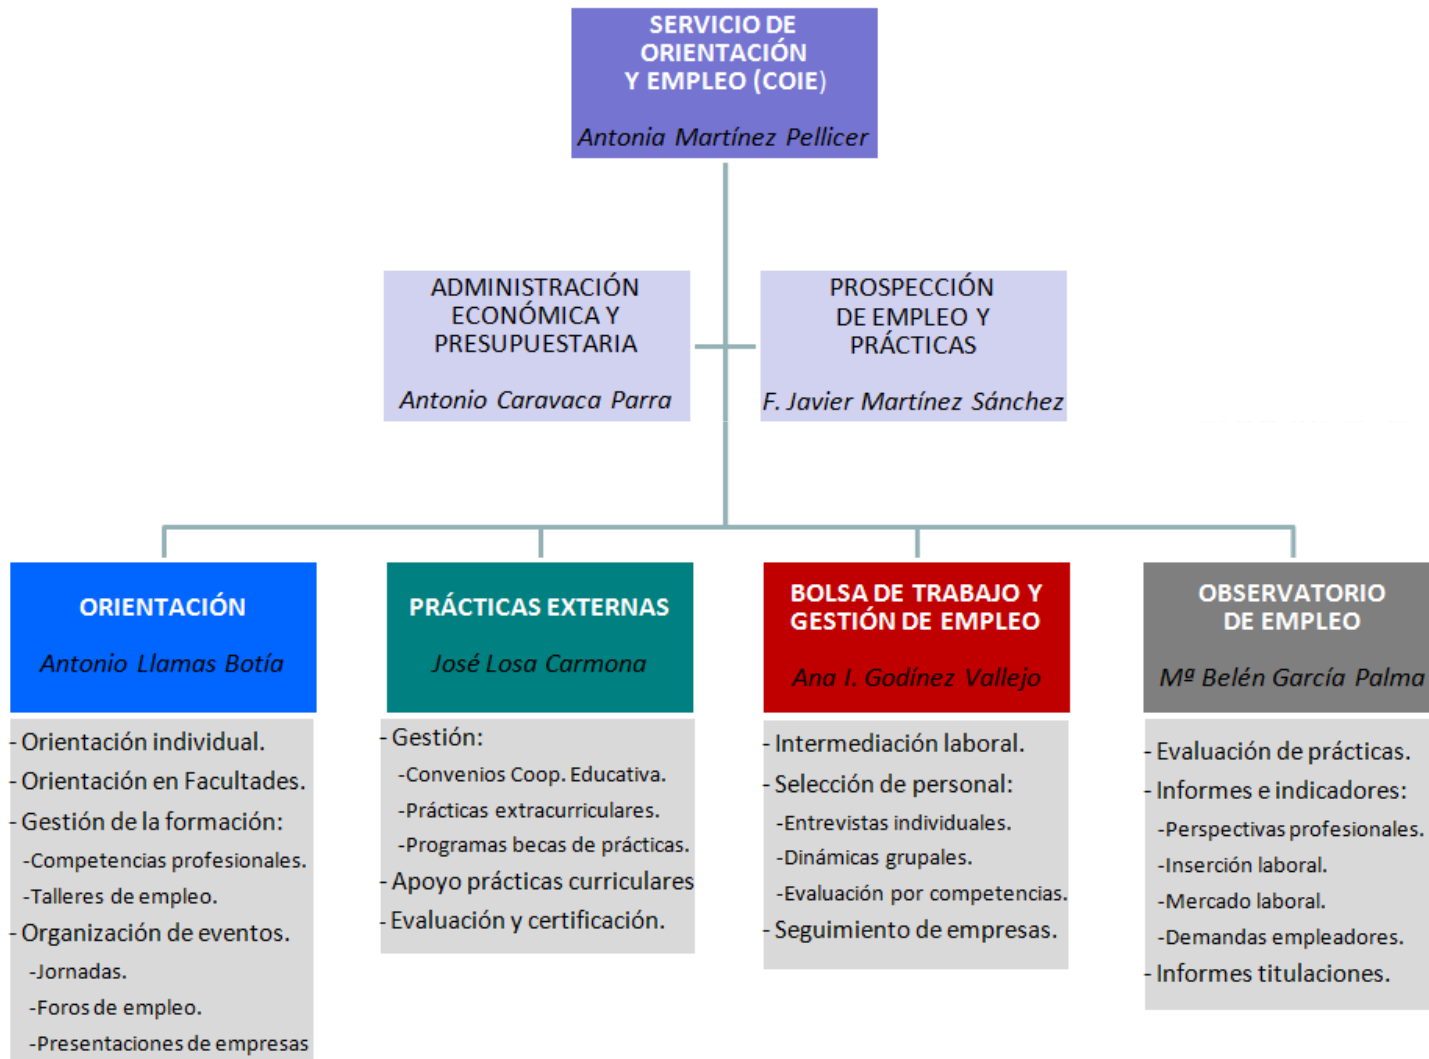 SERVICIO DE
ORIENTACIÓN
Y EMPLEO (COIE)
Antonia Martínez Pellicer
ADMINISTRACIÓN
ECONÓMICA Y
PRESUPUESTARIA
Antonio Caravaca Parra
PROSPECCIÓN
DE EMPLEO Y
PRÁCTICAS
F. Javier Martínez Sánchez
ORIENTACIÓN
Antonio Llamas Botía
- Orientación individual.
- Orientación en Facultades.
- Gestión de la formación:
-Competencias profesionales.
-Talleres de empleo.
- Organización de eventos.
-Jornadas.
-Foros de empleo.
-Presentaciones de empresas
PRÁCTICAS EXTERNAS
José Losa Carmona
- Gestión:
-Convenios Coop. Educativa.
-Prácticas extracurriculares.
-Programas becas de prácticas.
- Apoyo prácticas curriculares
- Evaluación y certificación.
BOLSA DE TRABAJO Y
GESTIÓN DE EMPLEO
Ana I. Godínez Vallejo
- Intermediación laboral.
- Selección de personal:
-Entrevistas individuales.
-Dinámicas grupales.
-Evaluación por competencias.
- Seguimiento de empresas.
OBSERVATORIO
DE EMPLEO
Mª Belén García Palma
- Evaluación de prácticas.
- Informes e indicadores:
-Perspectivas profesionales.
-Inserción laboral.
-Mercado laboral.
-Demandas empleadores.
- Informes titulaciones.